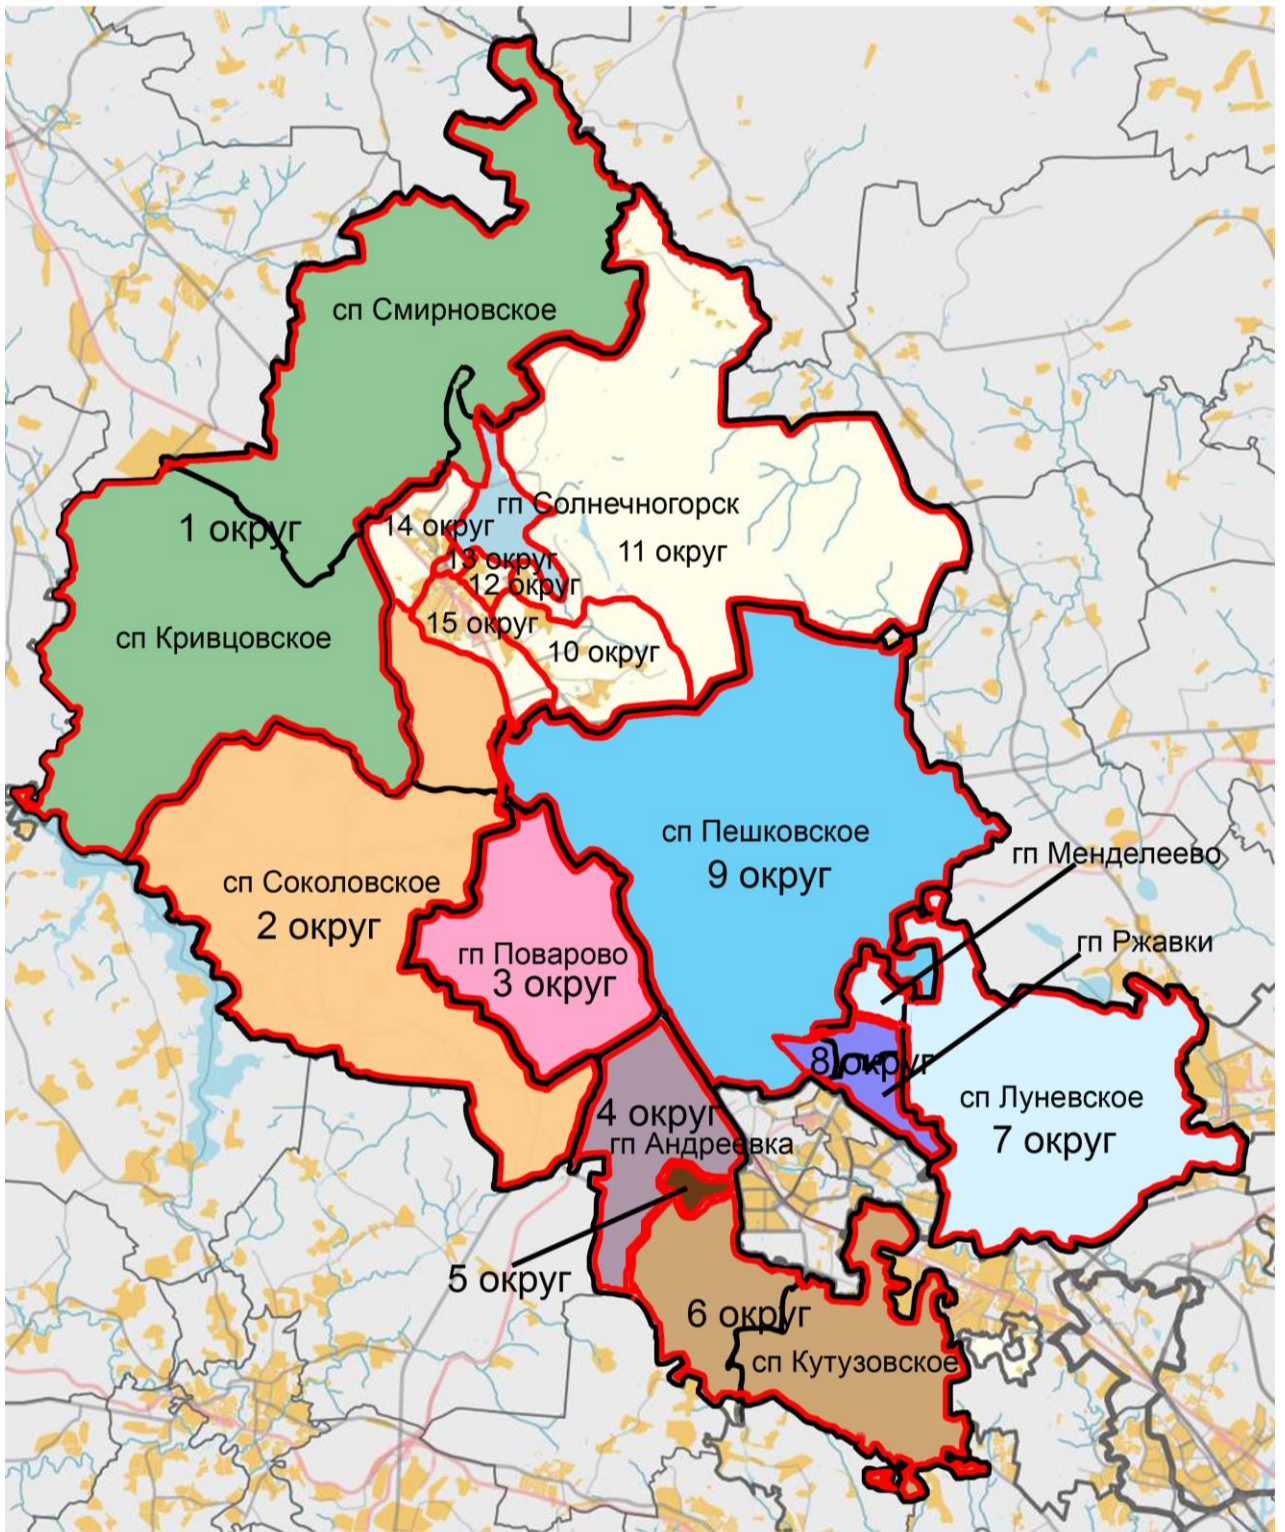 сп Смирновское
гп Солнечногорск
14 округ
1 округ
11 округ
13 округ
12 округ
15 округ
сп Кривцовское
10 округ
сп Пешковское
9 округ
гп Менделеево
сп Соколовское
2 округ
гп Ржавки
гп Поварово
3 округ
8 округ
сп Луневское
7 округ
4 округ
гп Андреевка
5 округ
6 округ
сп Кутузовское